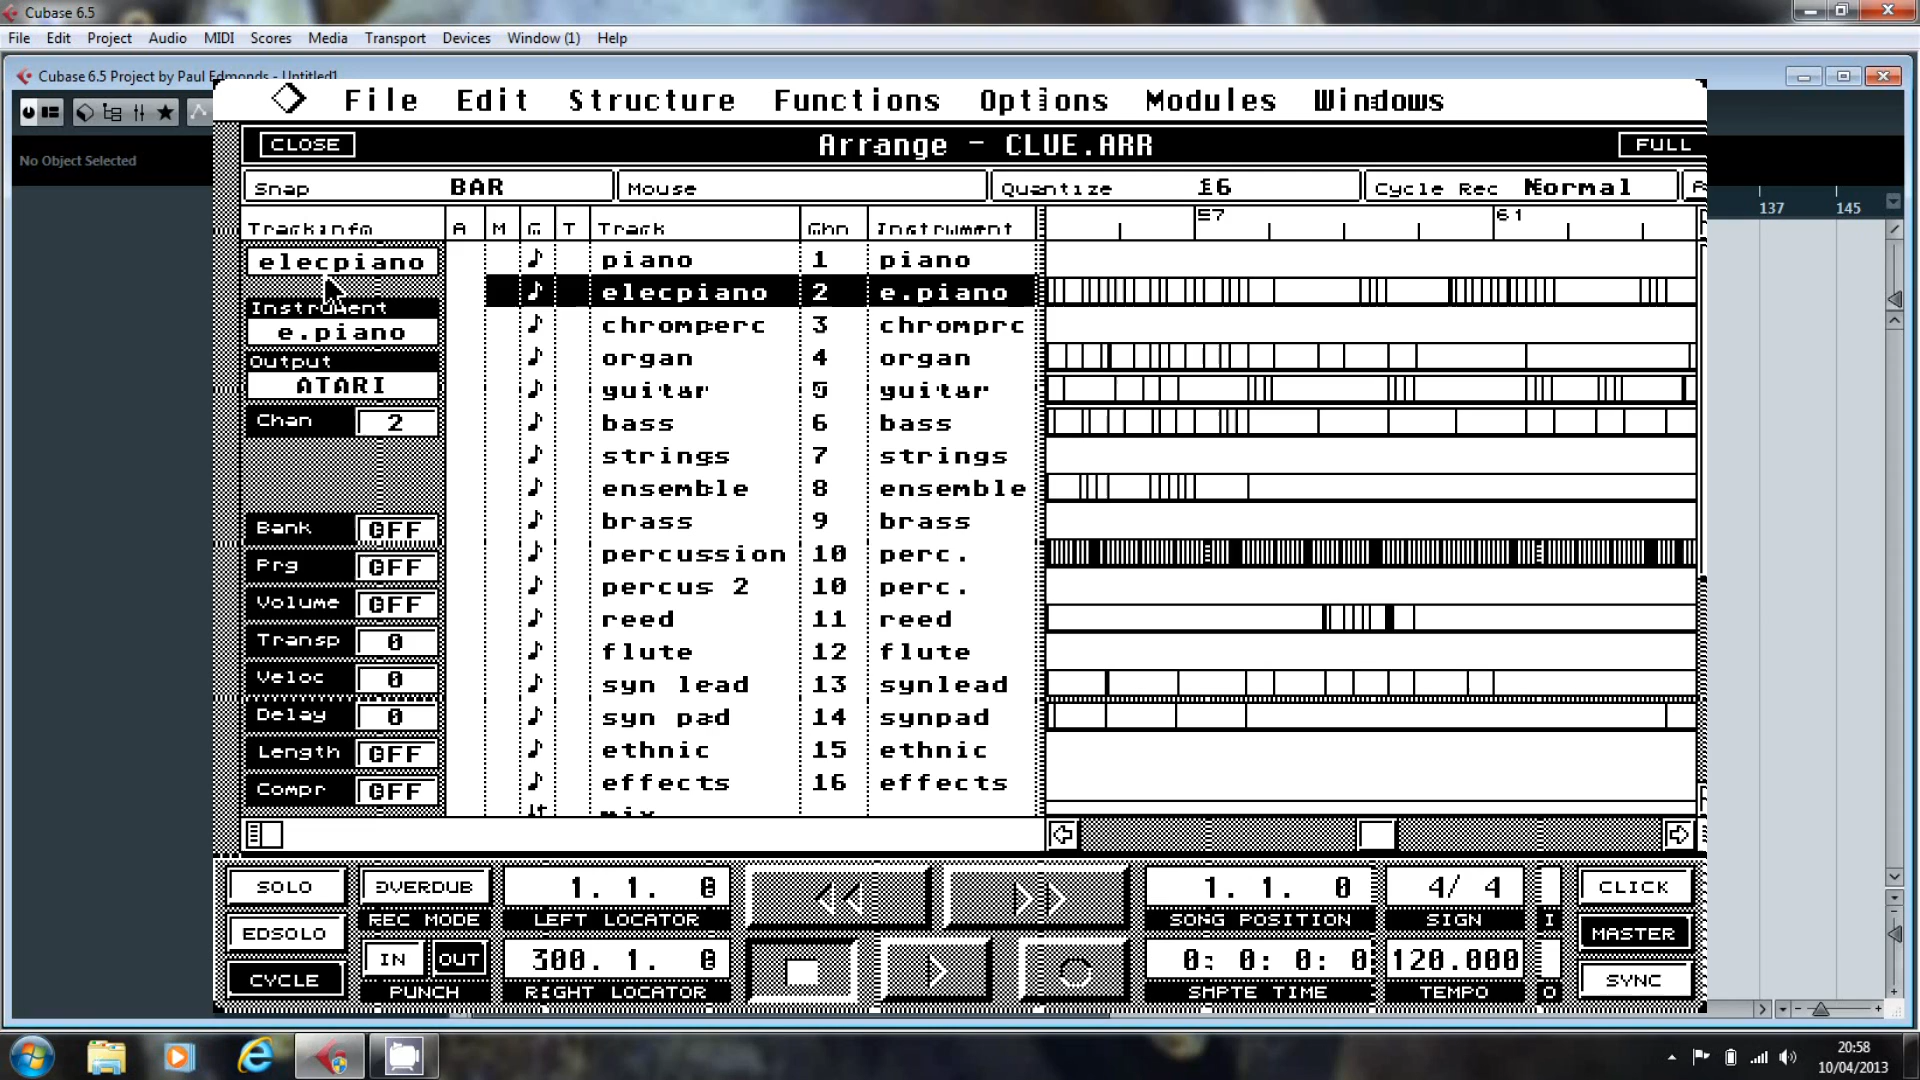 Cubase 6.5
File Edit Project Audio MIDI Scores Media Transport Devices Window (1) Help
Cubase 6.5 Project by Paul Edmonds - Untitled1
File Edit Structure Functions Options Modules Windows
No Object Selected
CLOSE Arrange - CLUE.ARR FULL
Snap BAR Mouse Quantize 16 Cycle Rec Normal
137 145
Trackinfo A M C T Track Chn Instrument 57 61
elecpiano
Instrument
e.piano
Output
ATARI
Chan 2
Bank OFF
Prg OFF
Volume OFF
Transp 0
Veloc 0
Delay 0
Length OFF
Compr OFF
piano 1 piano
elecpiano 2 e.piano
chromperc 3 chromprc
organ 4 organ
guitar 5 guitar
bass 6 bass
strings 7 strings
ensemble 8 ensemble
brass 9 brass
percussion 10 perc.
percus 2 10 perc.
reed 11 reed
flute 12 flute
syn lead 13 synlead
syn pad 14 synpad
ethnic 15 ethnic
effects 16 effects
SOLO OVERDUB 1. 1. 0 1. 1. 0 4/ 4 CLICK
REC MODE LEFT LOCATOR SONG POSITION SIGN I
EDSOLO MASTER
IN OUT 300. 1. 0 0: 0: 0: 0 120.000
CYCLE SYNC
PUNCH RIGHT LOCATOR SMPTE TIME TEMPO O
20:58
10/04/2013